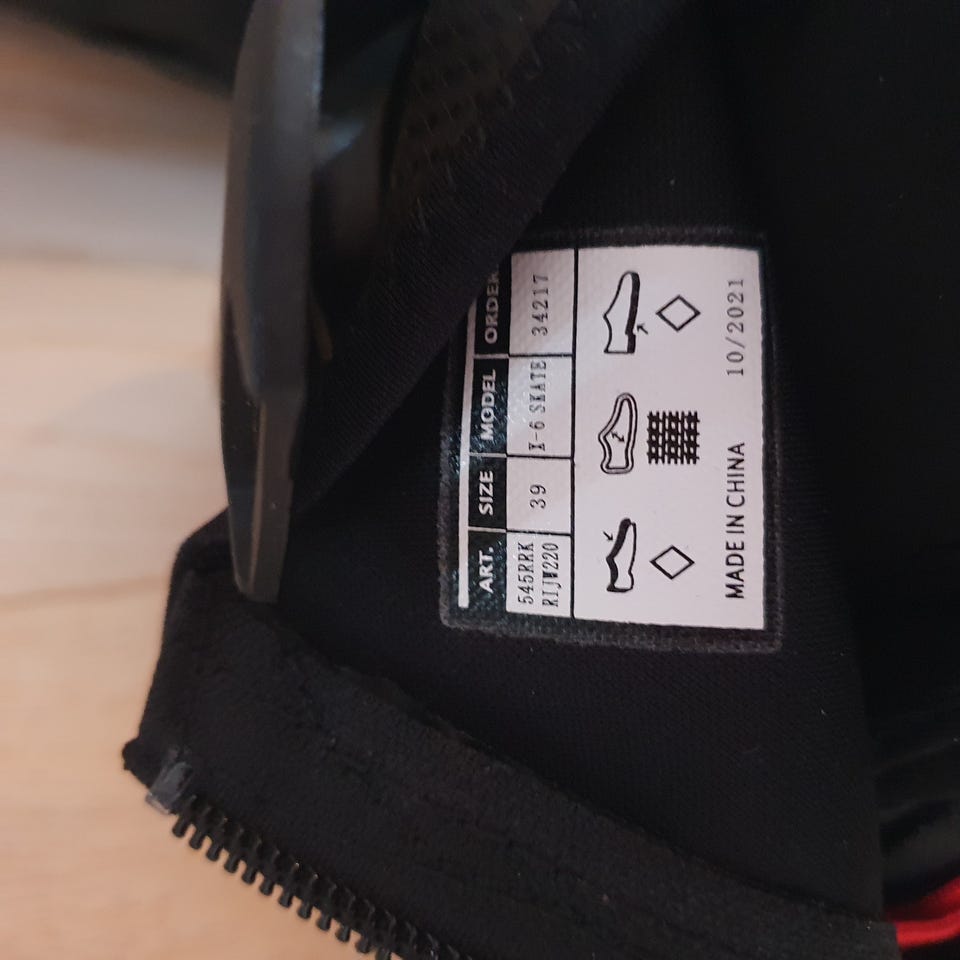 ART. SIZE MODEL ORDER
545RRK 39 X-6 SKATE 34217
RIJW220
MADE IN CHINA 10/2021